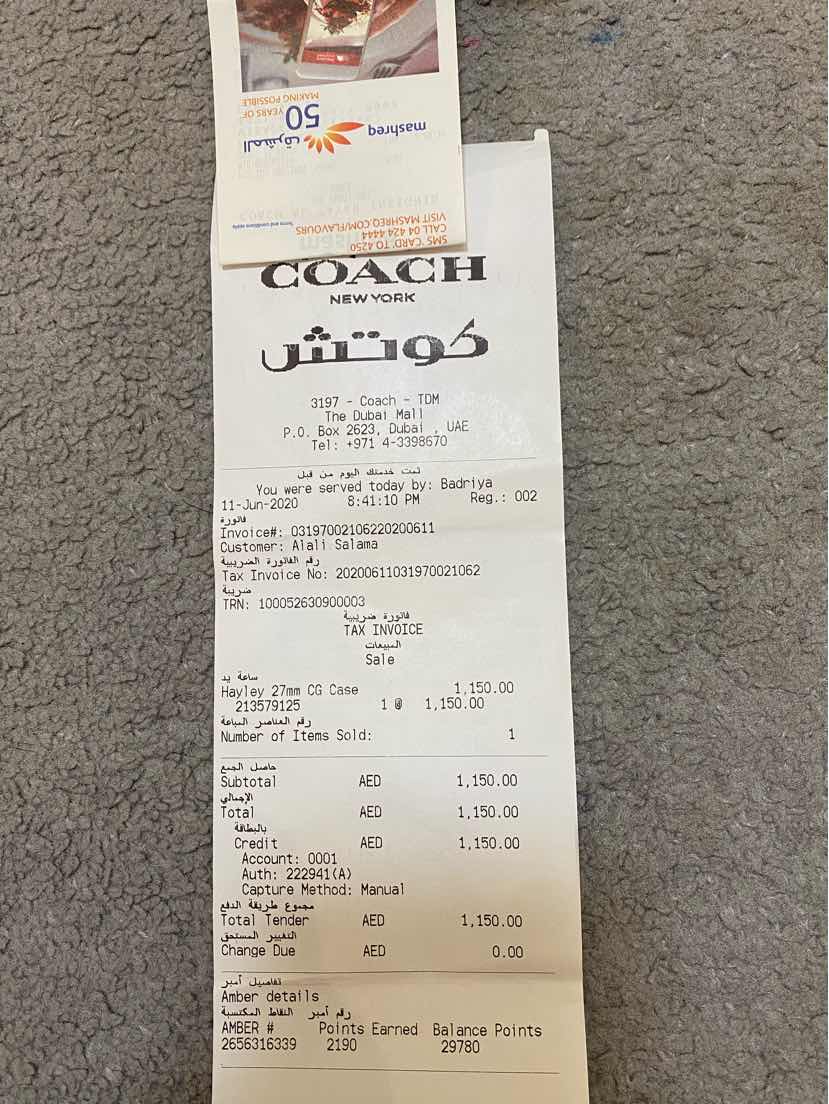 MAKING POSSIBLE
50 YEARS OF
المشرق
mashreq
Terms and conditions apply
VISIT MASHREQ.COM/FLAVOURS
CALL 04 424 4444
SMS 'CARD' TO 4250
COACH
NEW YORK
كوتش
3197 - Coach - TDM
The Dubai Mall
P.O. Box 2623, Dubai , UAE
Tel: +971 4-3398670
تمت خدمتك اليوم من قبل
You were served today by: Badriya
11-Jun-2020 8:41:10 PM Reg.: 002
فاتورة
Invoice#: 03197002106220200611
Customer: Alali Salama
رقم الفاتورة الضريبية
Tax Invoice No: 20200611031970021062
ضريبة
TRN: 100052630900003
فاتورة ضريبية
TAX INVOICE
المبيعات
Sale
ساعة يد
Hayley 27mm CG Case 1,150.00
213579125 1 @ 1,150.00
رقم العناصر المباعة
Number of Items Sold: 1
حاصل الجمع
Subtotal AED 1,150.00
الإجمالي
Total AED 1,150.00
بالبطاقة
Credit AED 1,150.00
Account: 0001
Auth: 222941(A)
Capture Method: Manual
مجموع طريقة الدفع
Total Tender AED 1,150.00
التغيير المستحق
Change Due AED 0.00
تفاصيل أمبر
Amber details
رقم أمبر النقاط المكتسبة
AMBER # Points Earned Balance Points
2656316339 2190 29780